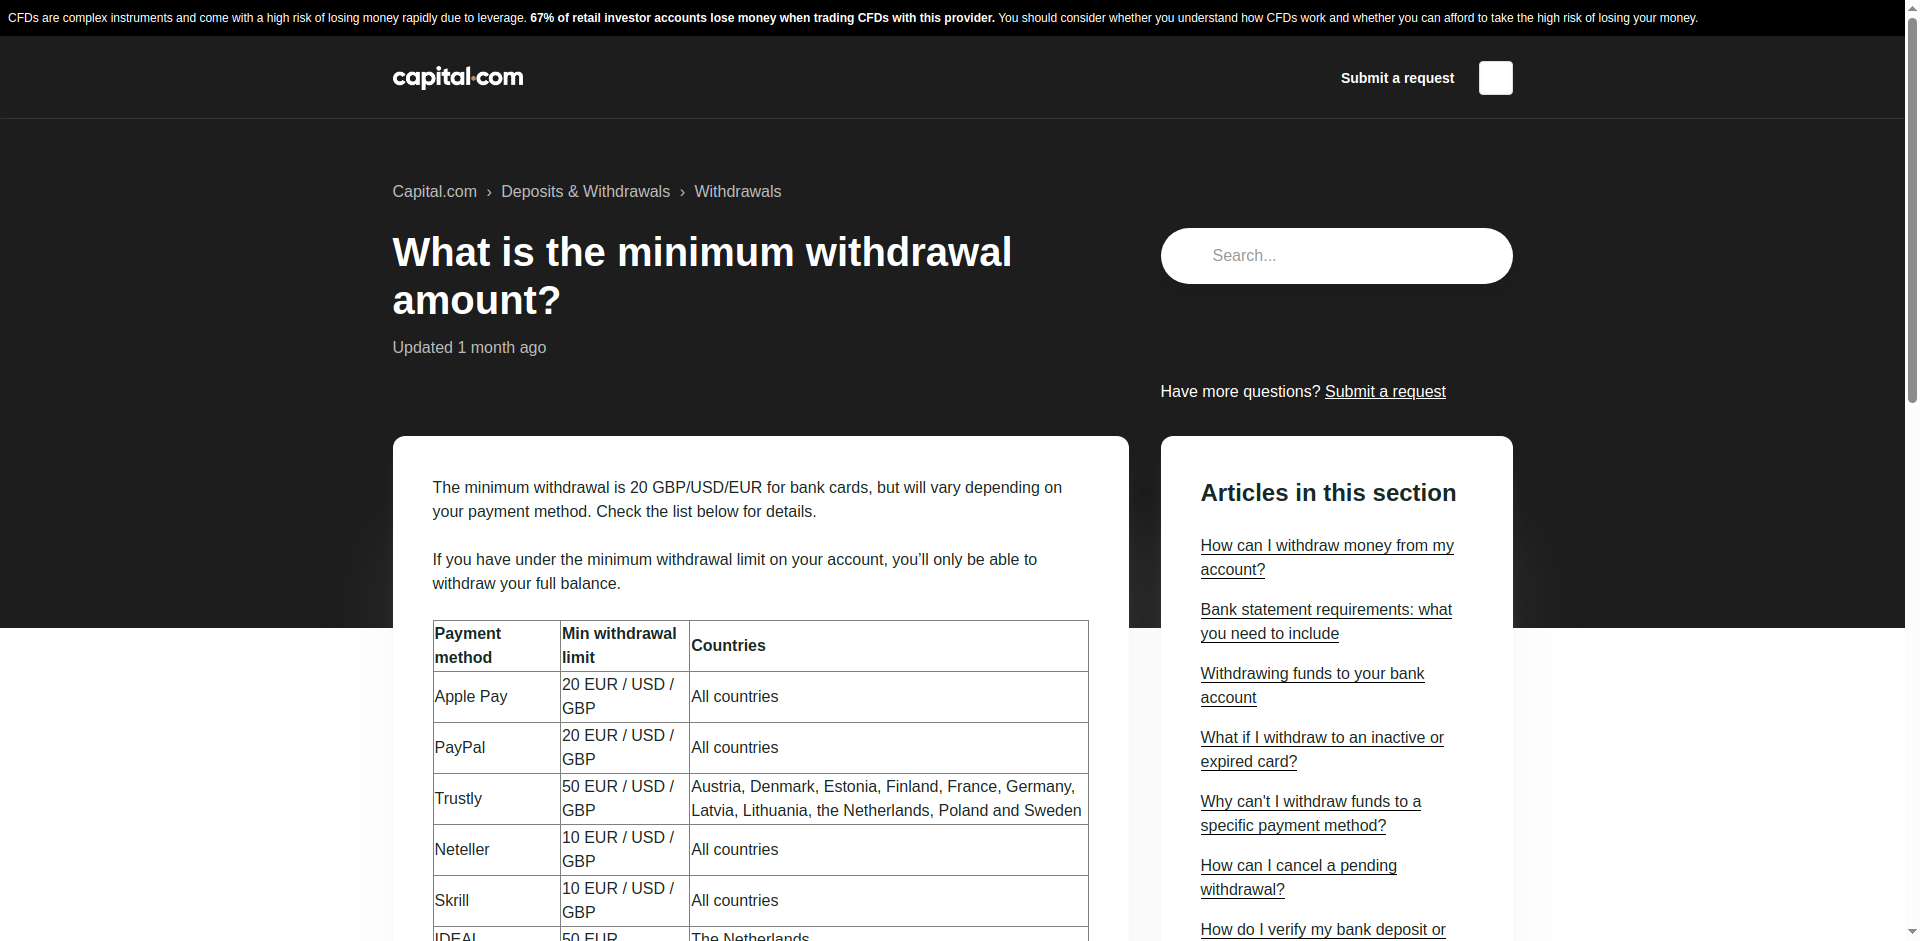 CFDs are complex instruments and come with a high risk of losing money rapidly due to leverage. 67% of retail investor accounts lose money when trading CFDs with this provider. You should consider whether you understand how CFDs work and whether you can afford to take the high risk of losing your money.
capital.com
Submit a request
Capital.com › Deposits & Withdrawals › Withdrawals
What is the minimum withdrawal
amount?
Updated 1 month ago
Search...
Have more questions? Submit a request
The minimum withdrawal is 20 GBP/USD/EUR for bank cards, but will vary depending on
your payment method. Check the list below for details.
If you have under the minimum withdrawal limit on your account, you’ll only be able to
withdraw your full balance.
Payment
method
Min withdrawal
limit
Countries
Apple Pay
20 EUR / USD /
GBP
All countries
PayPal
20 EUR / USD /
GBP
All countries
Trustly
50 EUR / USD /
GBP
Austria, Denmark, Estonia, Finland, France, Germany,
Latvia, Lithuania, the Netherlands, Poland and Sweden
Neteller
10 EUR / USD /
GBP
All countries
Skrill
10 EUR / USD /
GBP
All countries
IDEAL
50 EUR
The Netherlands
Articles in this section
How can I withdraw money from my
account?
Bank statement requirements: what
you need to include
Withdrawing funds to your bank
account
What if I withdraw to an inactive or
expired card?
Why can't I withdraw funds to a
specific payment method?
How can I cancel a pending
withdrawal?
How do I verify my bank deposit or